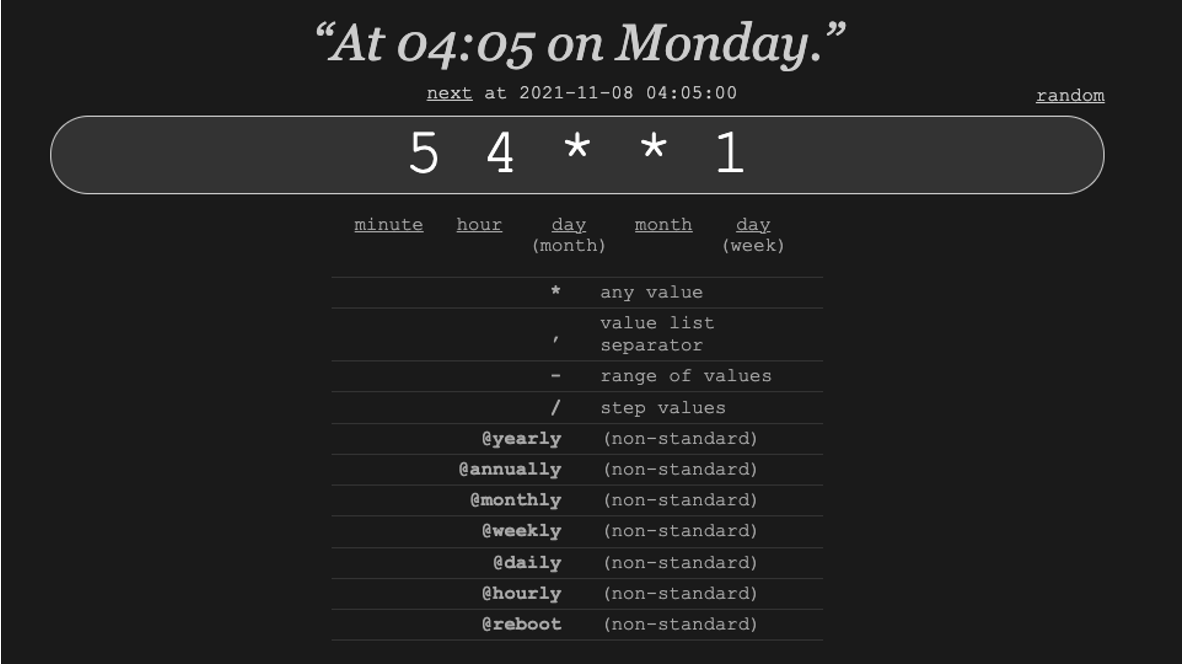 “At 04:05 on Monday.”
next at 2021-11-08 04:05:00
random
5 4 * * 1
minute hour day month day
(month) (week)
* any value
value list
,
separator
- range of values
/ step values
@yearly (non-standard)
@annually (non-standard)
@monthly (non-standard)
@weekly (non-standard)
@daily (non-standard)
@hourly (non-standard)
@reboot (non-standard)